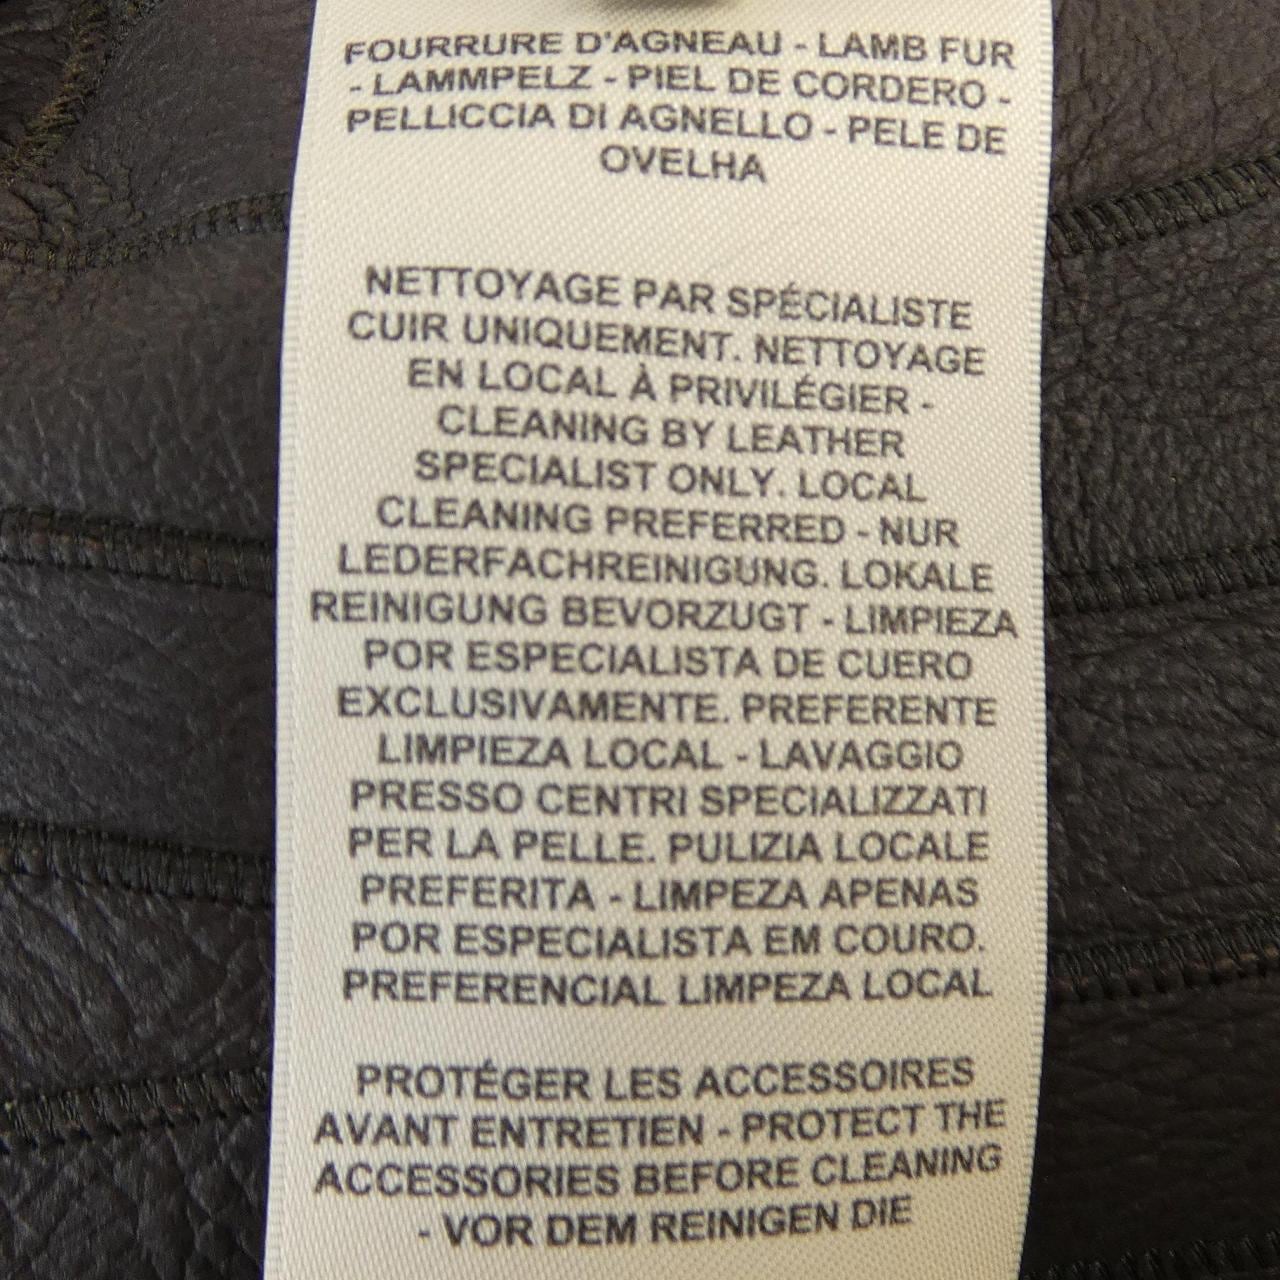 FOURRURE D'AGNEAU - LAMB FUR
- LAMMPELZ - PIEL DE CORDERO -
PELLICCIA DI AGNELLO - PELE DE
OVELHA
NETTOYAGE PAR SPÉCIALISTE
CUIR UNIQUEMENT. NETTOYAGE
EN LOCAL À PRIVILÉGIER -
CLEANING BY LEATHER
SPECIALIST ONLY. LOCAL
CLEANING PREFERRED - NUR
LEDERFACHREINIGUNG. LOKALE
REINIGUNG BEVORZUGT - LIMPIEZA
POR ESPECIALISTA DE CUERO
EXCLUSIVAMENTE. PREFERENTE
LIMPIEZA LOCAL - LAVAGGIO
PRESSO CENTRI SPECIALIZZATI
PER LA PELLE. PULIZIA LOCALE
PREFERITA - LIMPEZA APENAS
POR ESPECIALISTA EM COURO.
PREFERENCIAL LIMPEZA LOCAL
PROTÉGER LES ACCESSOIRES
AVANT ENTRETIEN - PROTECT THE
ACCESSORIES BEFORE CLEANING
- VOR DEM REINIGEN DIE